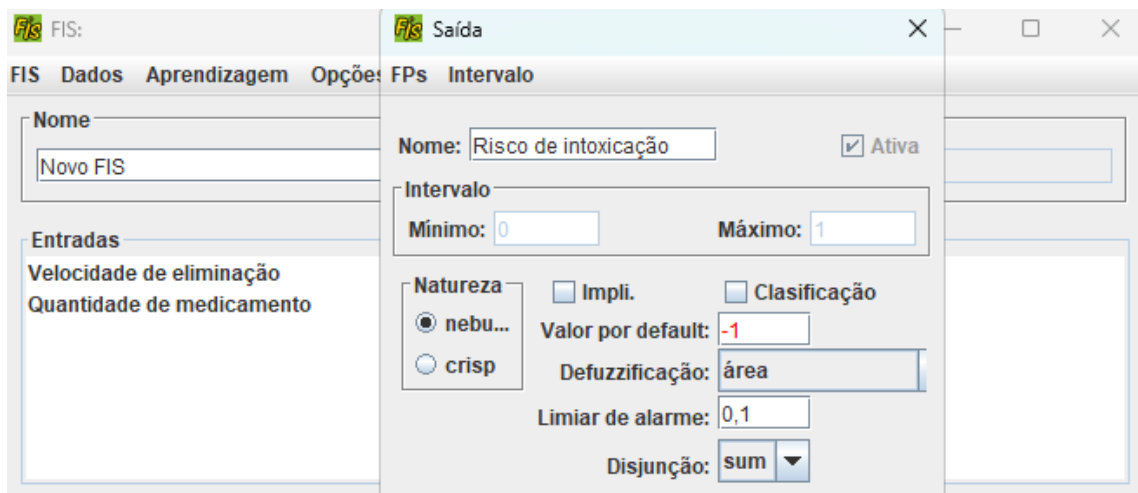 Fis FIS:
FIS Dados Aprendizagem Opções
Nome
Novo FIS
Entradas
Velocidade de eliminação
Quantidade de medicamento
Fis Saída
FPs Intervalo
Nome: Risco de intoxicação Ativa
Intervalo
Mínimo: 0 Máximo: 1
Natureza
nebu...
crisp
Impli. Clasificação
Valor por default: -1
Defuzzificação: área
Limiar de alarme: 0,1
Disjunção: sum